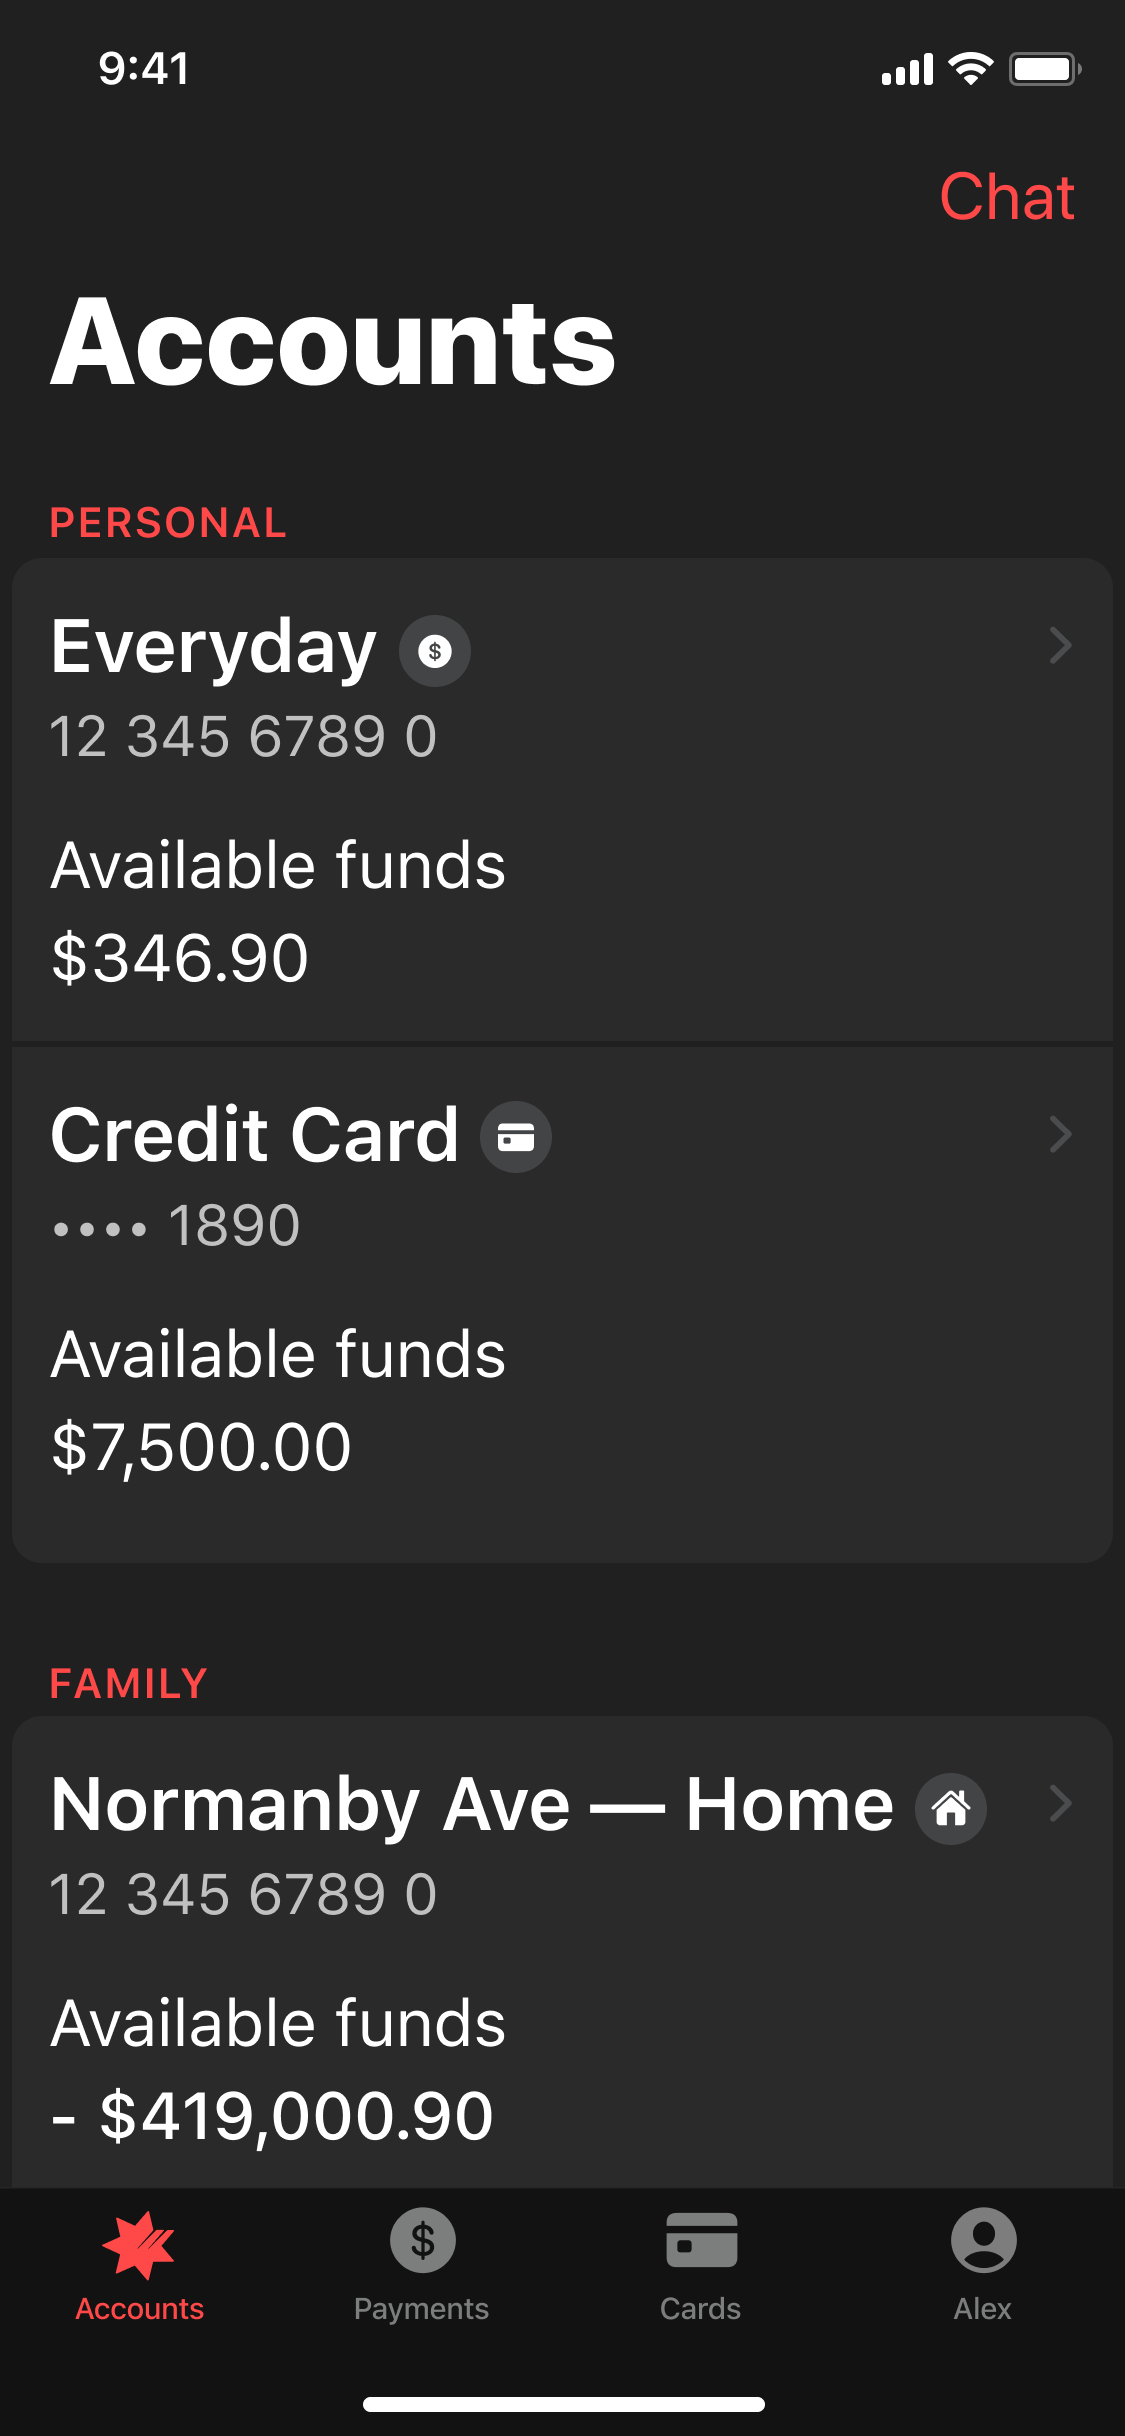 9:41
Chat
Accounts
PERSONAL
Everyday
12 345 6789 0
Available funds
$346.90
Credit Card
•••• 1890
Available funds
$7,500.00
FAMILY
Normanby Ave — Home
12 345 6789 0
Available funds
- $419,000.90
Accounts
Payments
Cards
Alex